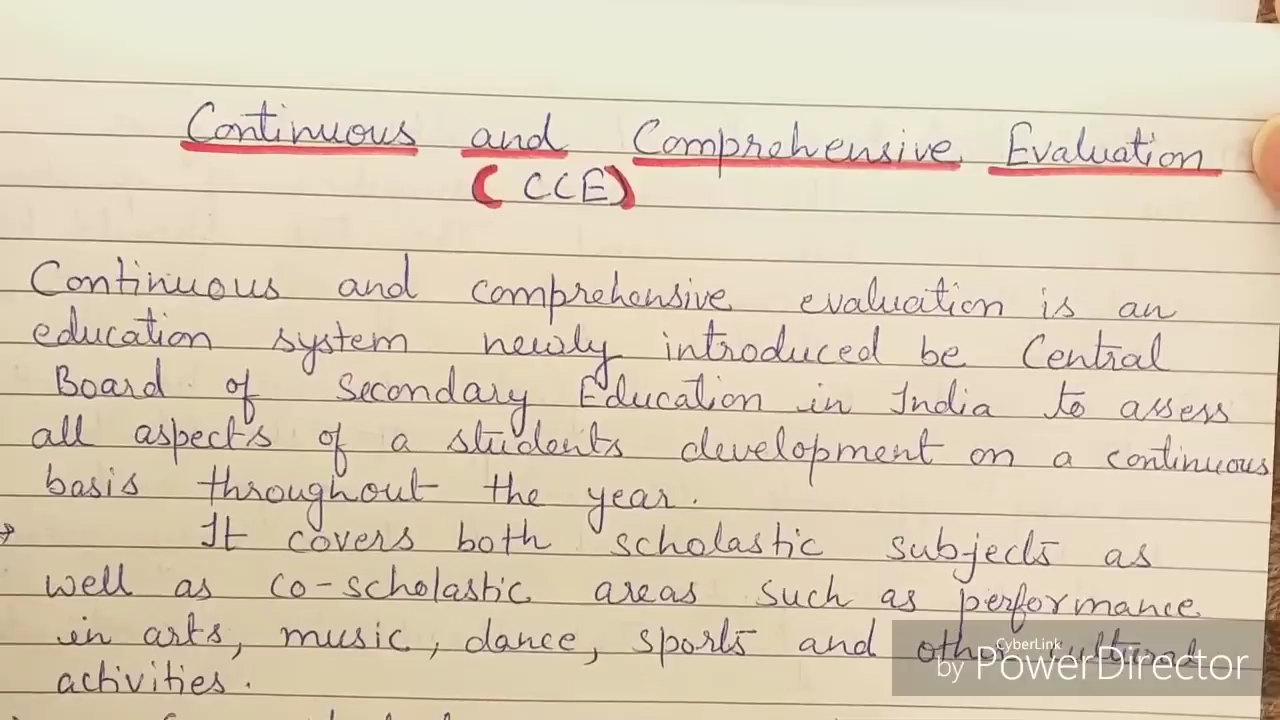 Continuous and Comprehensive Evaluation
(CCE)
Continuous and comprehensive evaluation is an
education system newly introduced be Central
Board of Secondary Education in India to assess
all aspects of a students development on a continuous
basis throughout the year.
→ It covers both scholastic subjects as
well as co-scholastic areas such as performance
in arts, music, dance, sports and other cultural
activities.
CyberLink
by PowerDirector